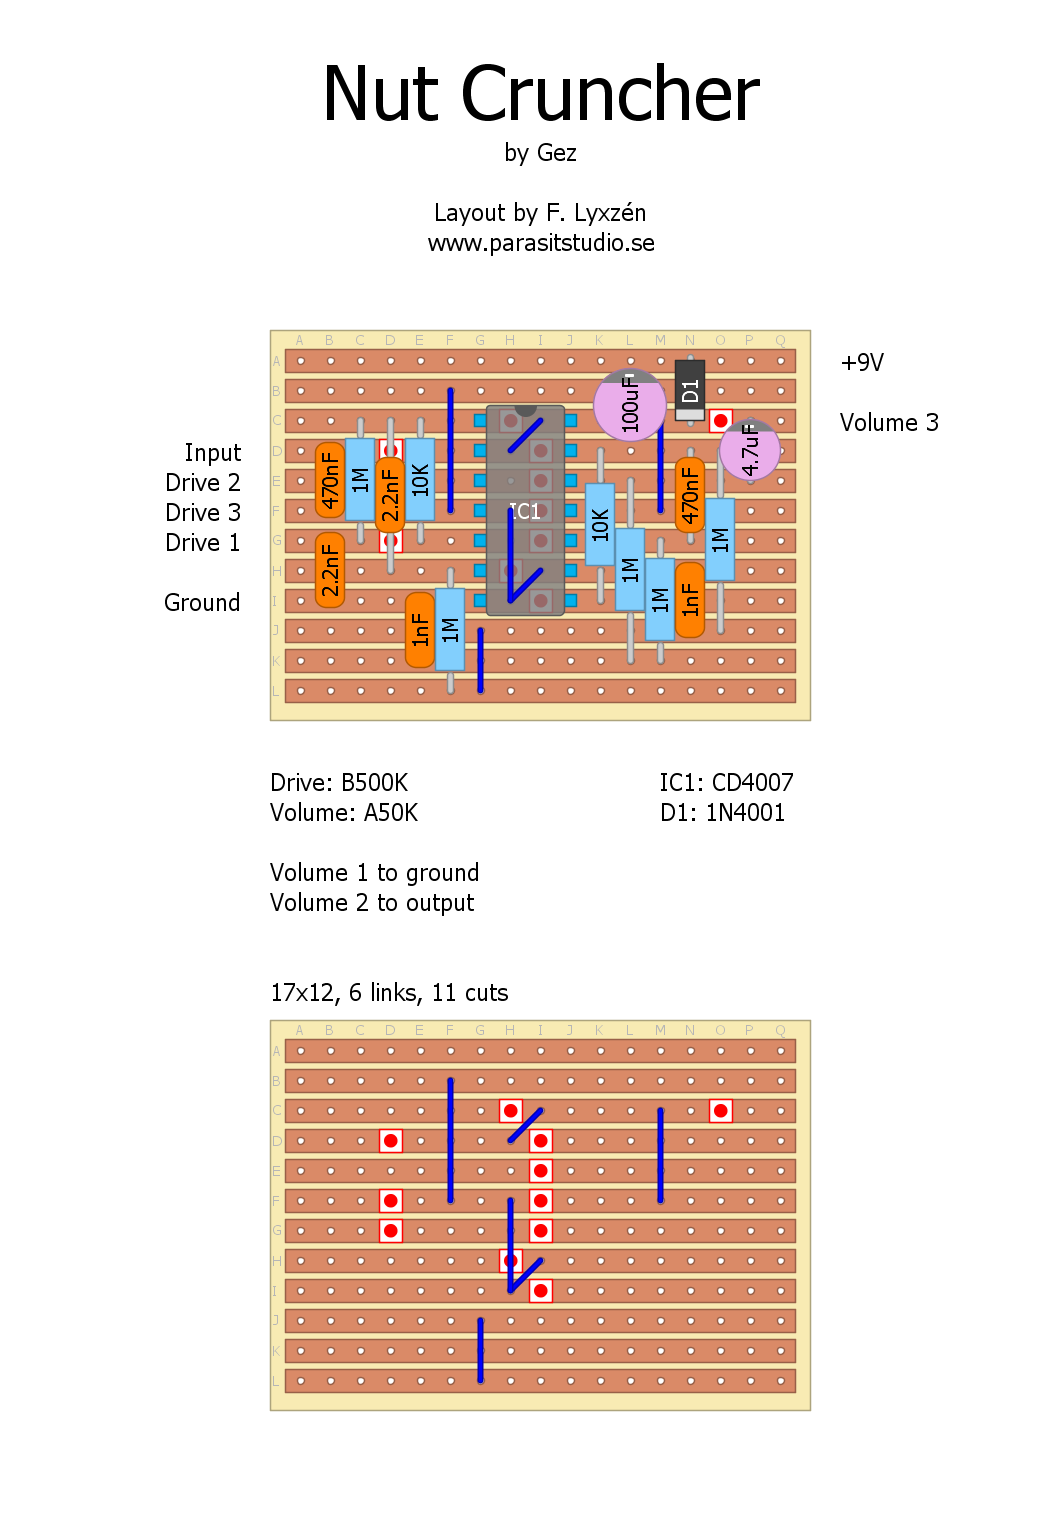 Nut Cruncher
by Gez
Layout by F. Lyxzén
www.parasitstudio.se
A B C D E F G H I J K L M N O P Q
A
B
C
D
E
F
G
H
I
J
K
L
+9V
Volume 3
Input
Drive 2
Drive 3
Drive 1
Ground
470nF
1M
2.2nF
10K
2.2nF
1nF
1M
IC1
100uF
D1
4.7uF
10K
1M
1M
470nF
1nF
1M
Drive: B500K
Volume: A50K
IC1: CD4007
D1: 1N4001
Volume 1 to ground
Volume 2 to output
17x12, 6 links, 11 cuts
A B C D E F G H I J K L M N O P Q
A
B
C
D
E
F
G
H
I
J
K
L